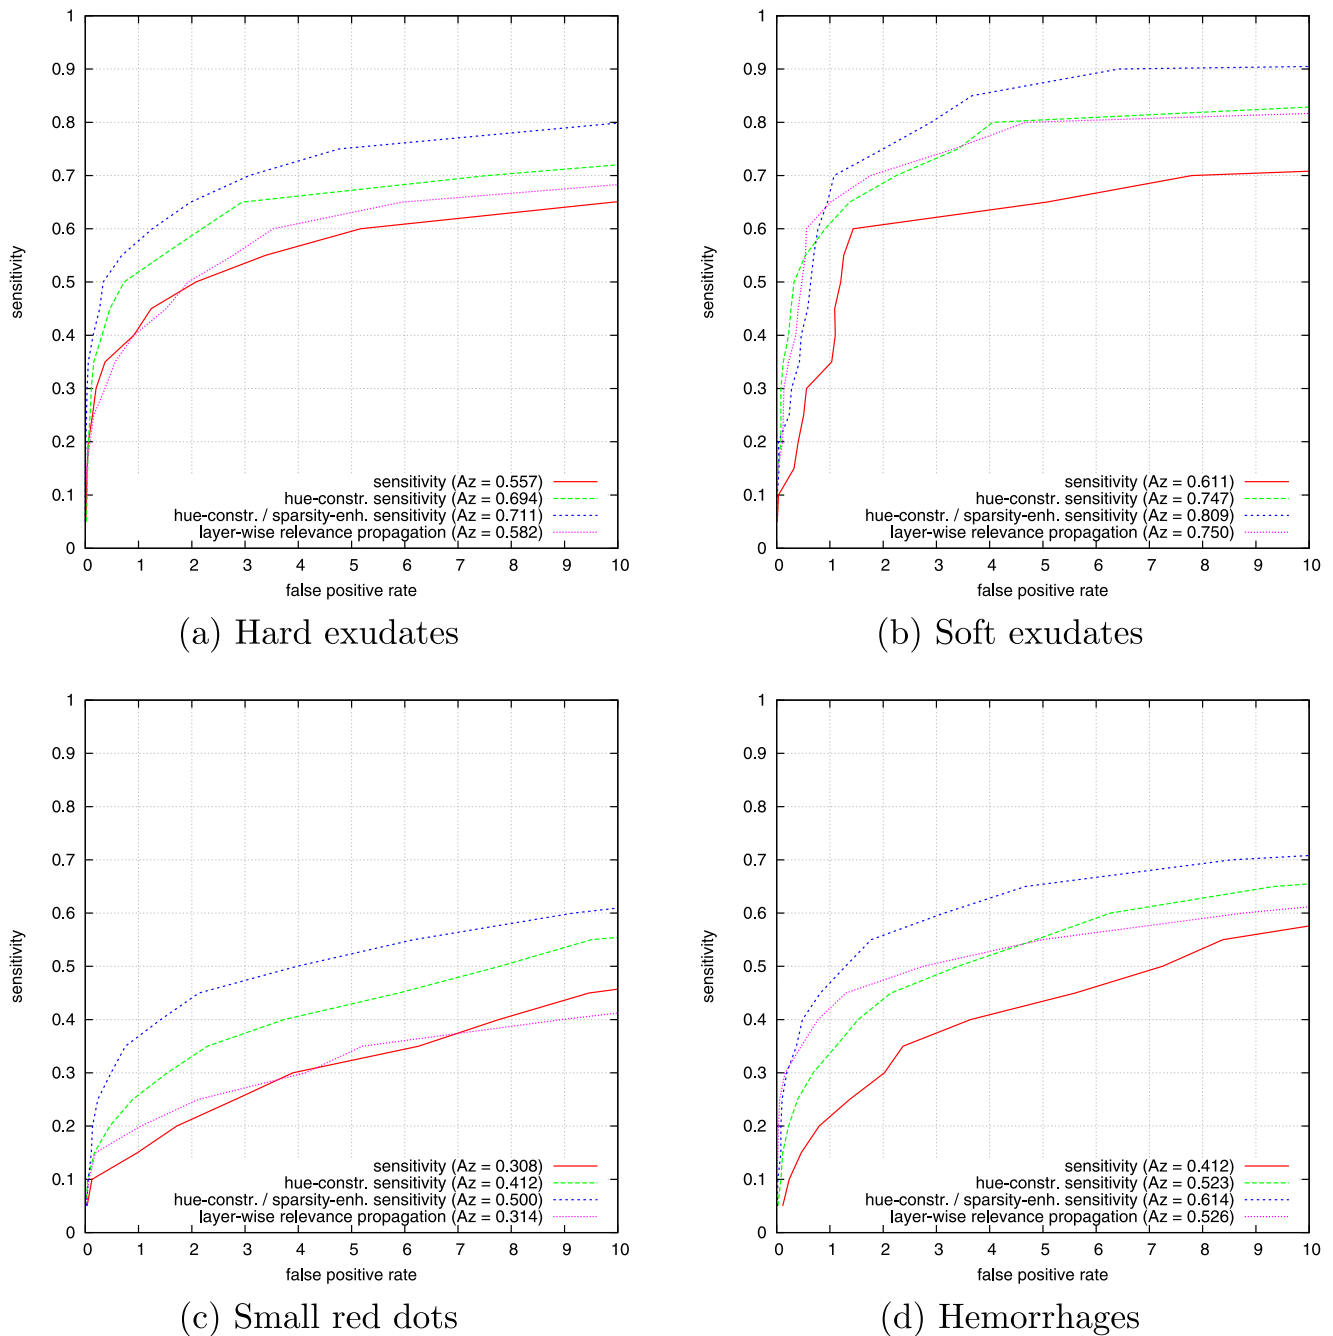 1
0.9
0.8
0.7
0.6
0.5
0.4
0.3
0.2
0.1
0
sensitivity
sensitivity (Az = 0.557)
hue-constr. sensitivity (Az = 0.694)
hue-constr. / sparsity-enh. sensitivity (Az = 0.711)
layer-wise relevance propagation (Az = 0.582)
0 1 2 3 4 5 6 7 8 9 10
false positive rate
(a) Hard exudates
1
0.9
0.8
0.7
0.6
0.5
0.4
0.3
0.2
0.1
0
sensitivity
sensitivity (Az = 0.611)
hue-constr. sensitivity (Az = 0.747)
hue-constr. / sparsity-enh. sensitivity (Az = 0.809)
layer-wise relevance propagation (Az = 0.750)
0 1 2 3 4 5 6 7 8 9 10
false positive rate
(b) Soft exudates
1
0.9
0.8
0.7
0.6
0.5
0.4
0.3
0.2
0.1
0
sensitivity
sensitivity (Az = 0.308)
hue-constr. sensitivity (Az = 0.412)
hue-constr. / sparsity-enh. sensitivity (Az = 0.500)
layer-wise relevance propagation (Az = 0.314)
0 1 2 3 4 5 6 7 8 9 10
false positive rate
(c) Small red dots
1
0.9
0.8
0.7
0.6
0.5
0.4
0.3
0.2
0.1
0
sensitivity
sensitivity (Az = 0.412)
hue-constr. sensitivity (Az = 0.523)
hue-constr. / sparsity-enh. sensitivity (Az = 0.614)
layer-wise relevance propagation (Az = 0.526)
0 1 2 3 4 5 6 7 8 9 10
false positive rate
(d) Hemorrhages